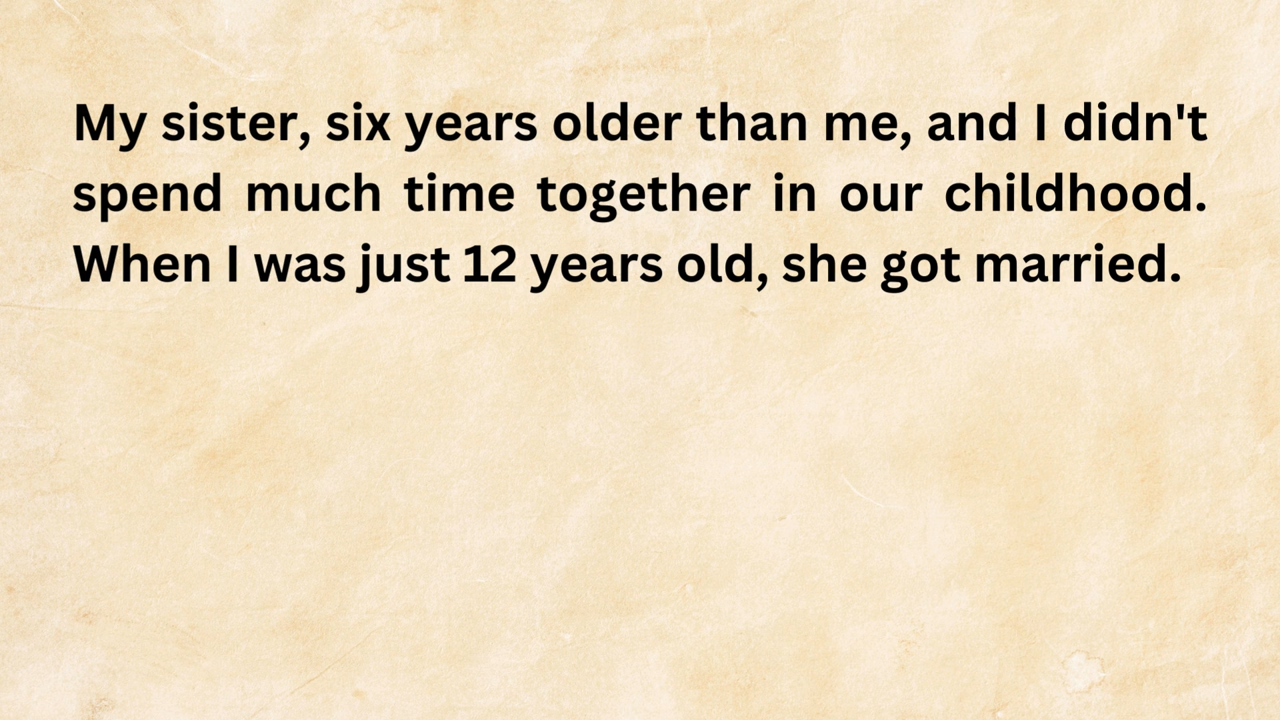 My sister, six years older than me, and I didn't
spend much time together in our childhood.
When I was just 12 years old, she got married.